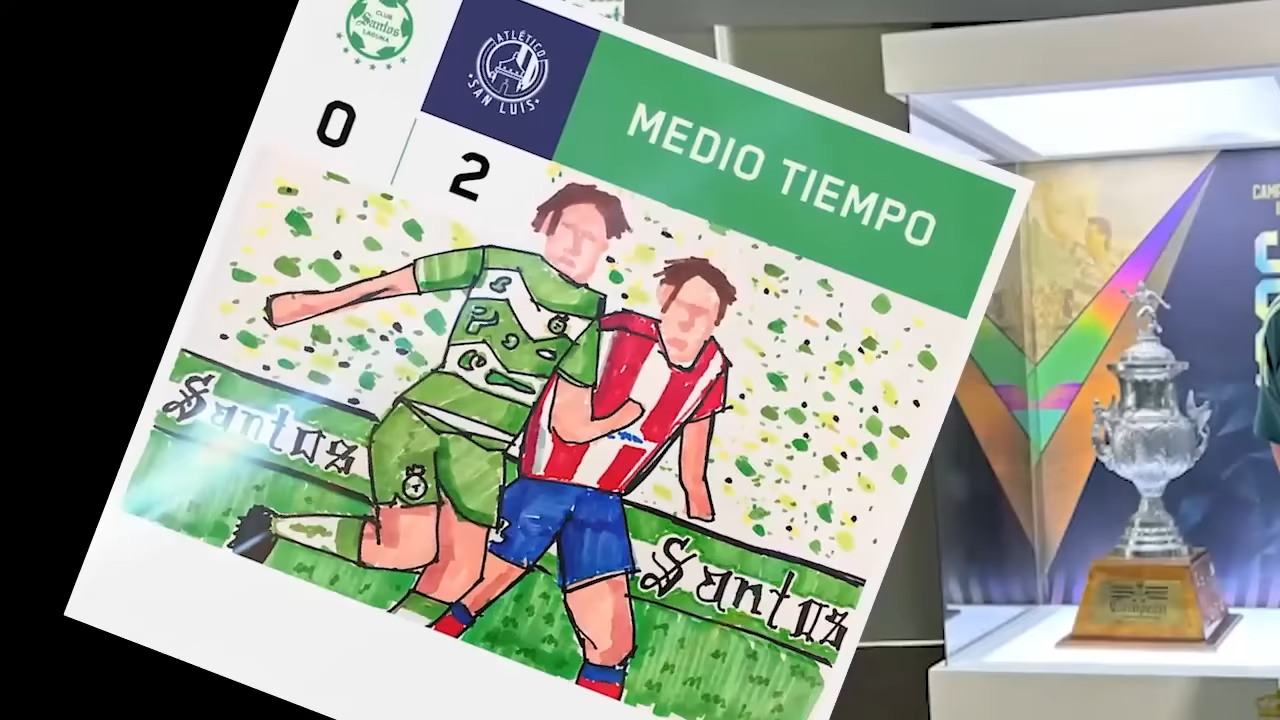 CLUB
Santos
LAGUNA
ATLÉTICO
SAN LUIS
MEDIO TIEMPO
0
2
Santos
Santos